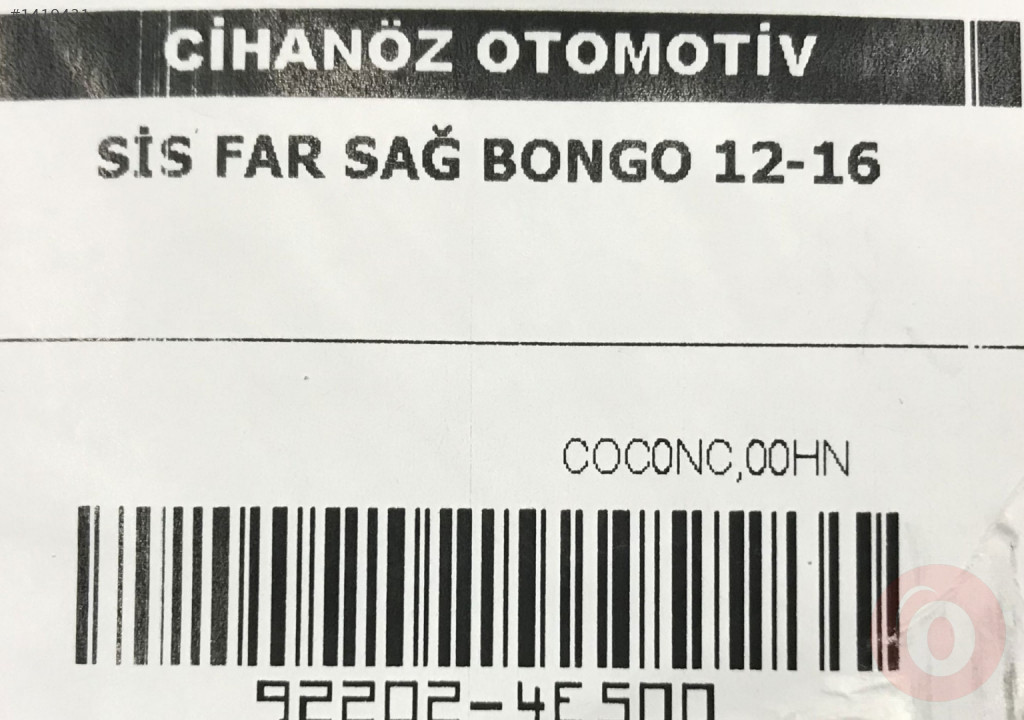 CİHANÖZ OTOMOTİV
SİS FAR SAĞ BONGO 12-16
COC0NC,00HN
92202-4E500